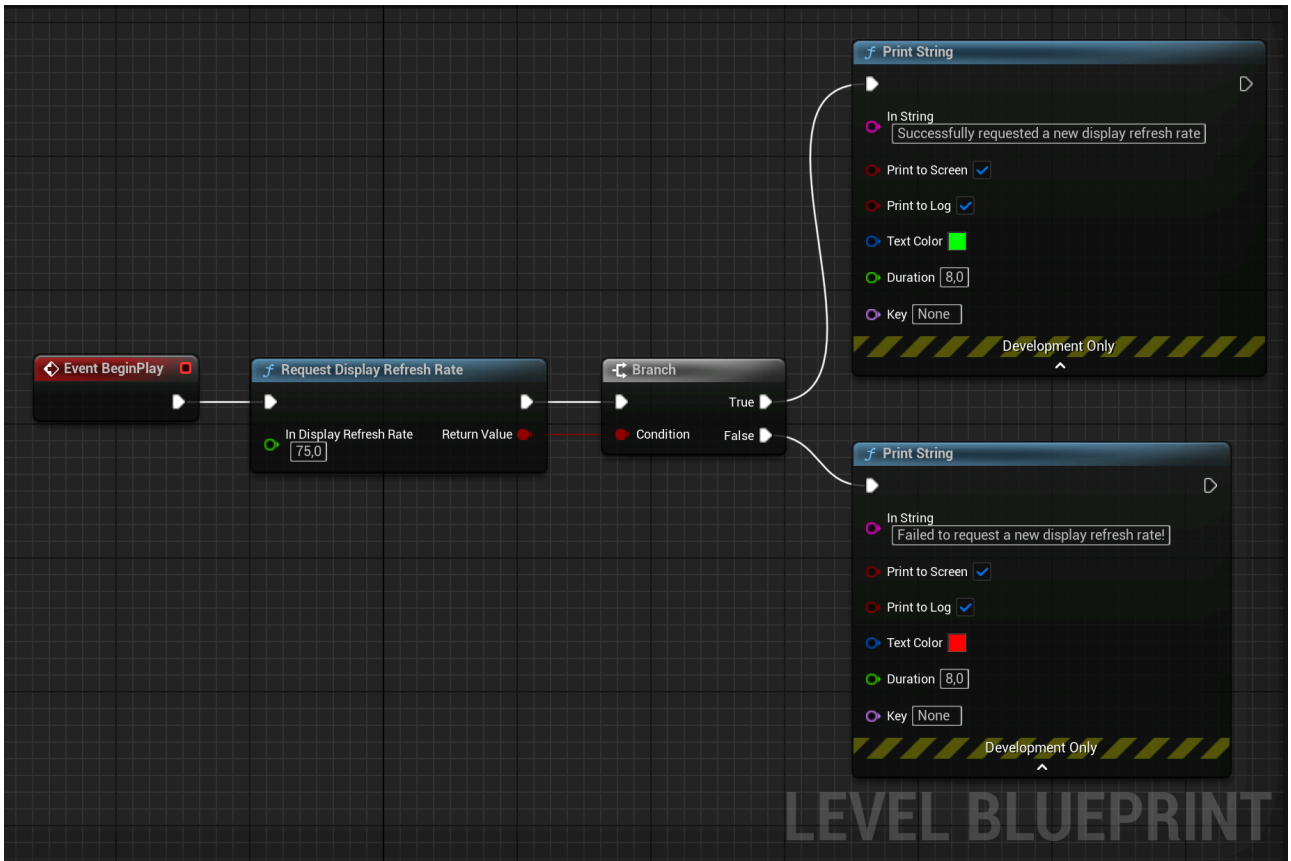 Event BeginPlay
Request Display Refresh Rate
In Display Refresh Rate
75,0
Return Value
Branch
Condition
True
False
Print String
In String
Successfully requested a new display refresh rate
Print to Screen
Print to Log
Text Color
Duration 8,0
Key None
Development Only
Print String
In String
Failed to request a new display refresh rate!
Print to Screen
Print to Log
Text Color
Duration 8,0
Key None
Development Only
LEVEL BLUEPRINT